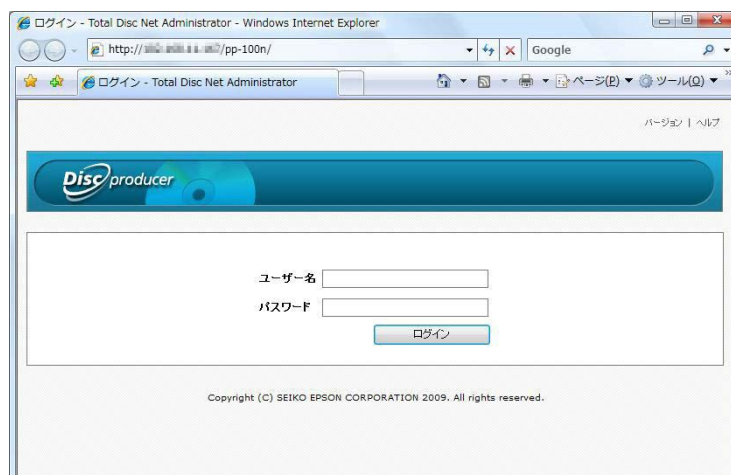 ログイン - Total Disc Net Administrator - Windows Internet Explorer
http:// /pp-100n/
Google
ログイン - Total Disc Net Administrator
ページ(P) ツール(O)
バージョン | ヘルプ
Disc producer
ユーザー名
パスワード
ログイン
Copyright (C) SEIKO EPSON CORPORATION 2009. All rights reserved.